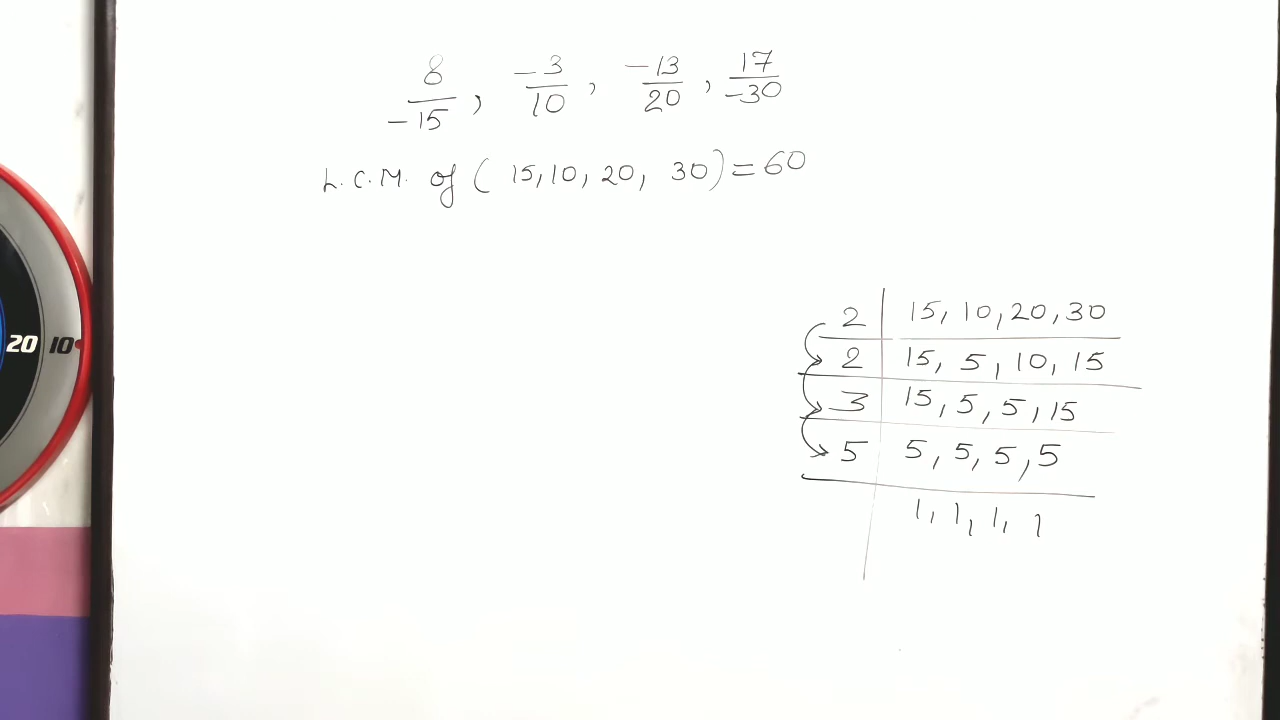 8/-15, -3/10, -13/20, 17/-30
L.C.M. of (15,10,20, 30)=60
2 | 15, 10, 20, 30
2 | 15, 5, 10, 15
3 | 15, 5, 5, 15
5 | 5, 5, 5, 5
1, 1, 1, 1
20 10